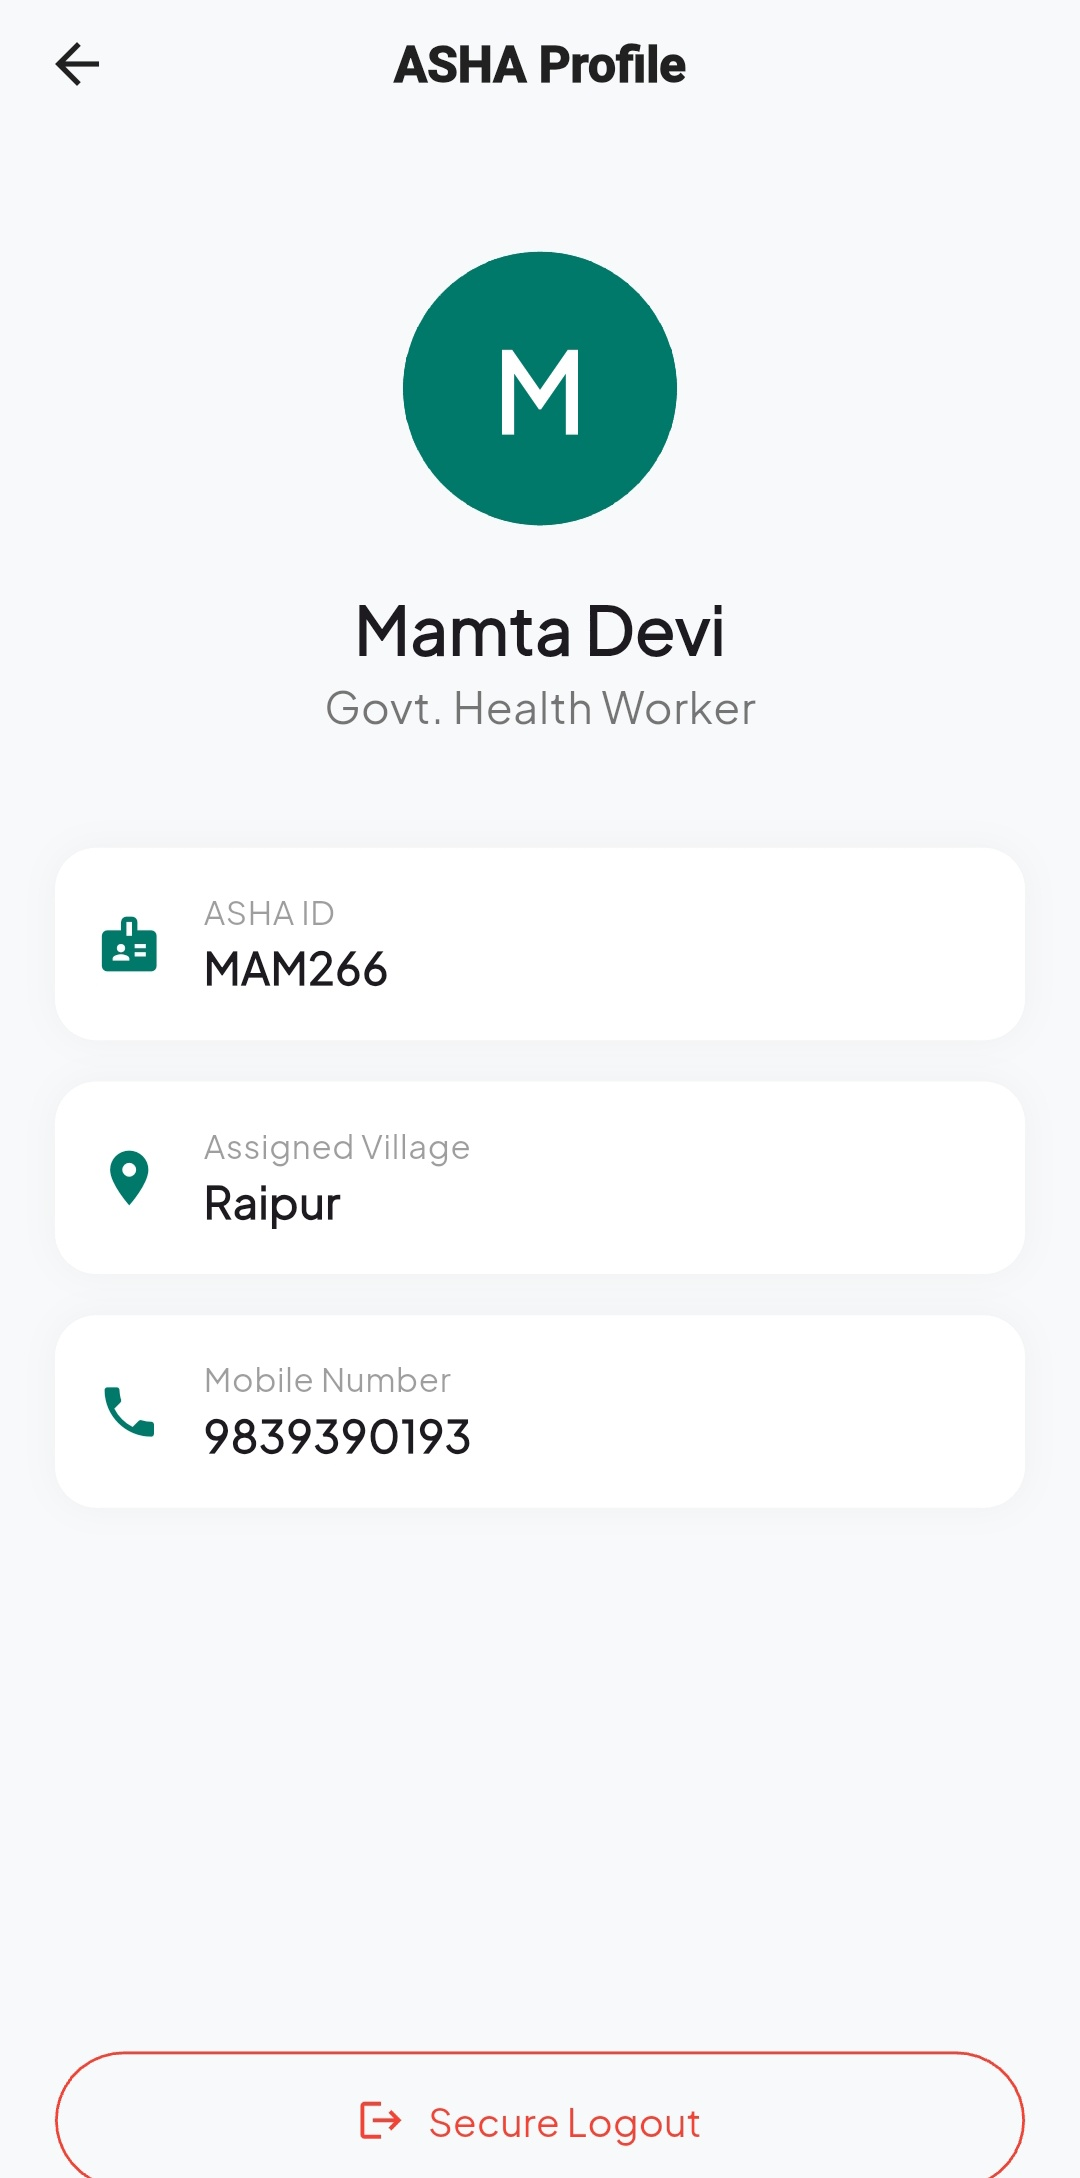 ASHA Profile
M
Mamta Devi
Govt. Health Worker
ASHA ID
MAM266
Assigned Village
Raipur
Mobile Number
9839390193
Secure Logout